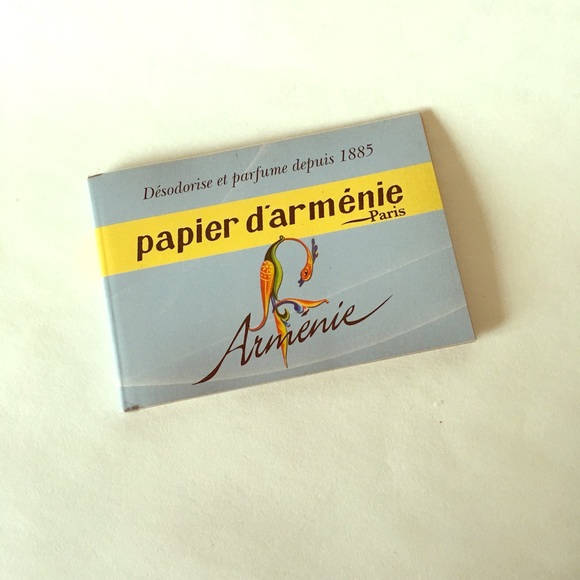 Désodorise et parfume depuis 1885
papier d'arménie
Paris
Arménie